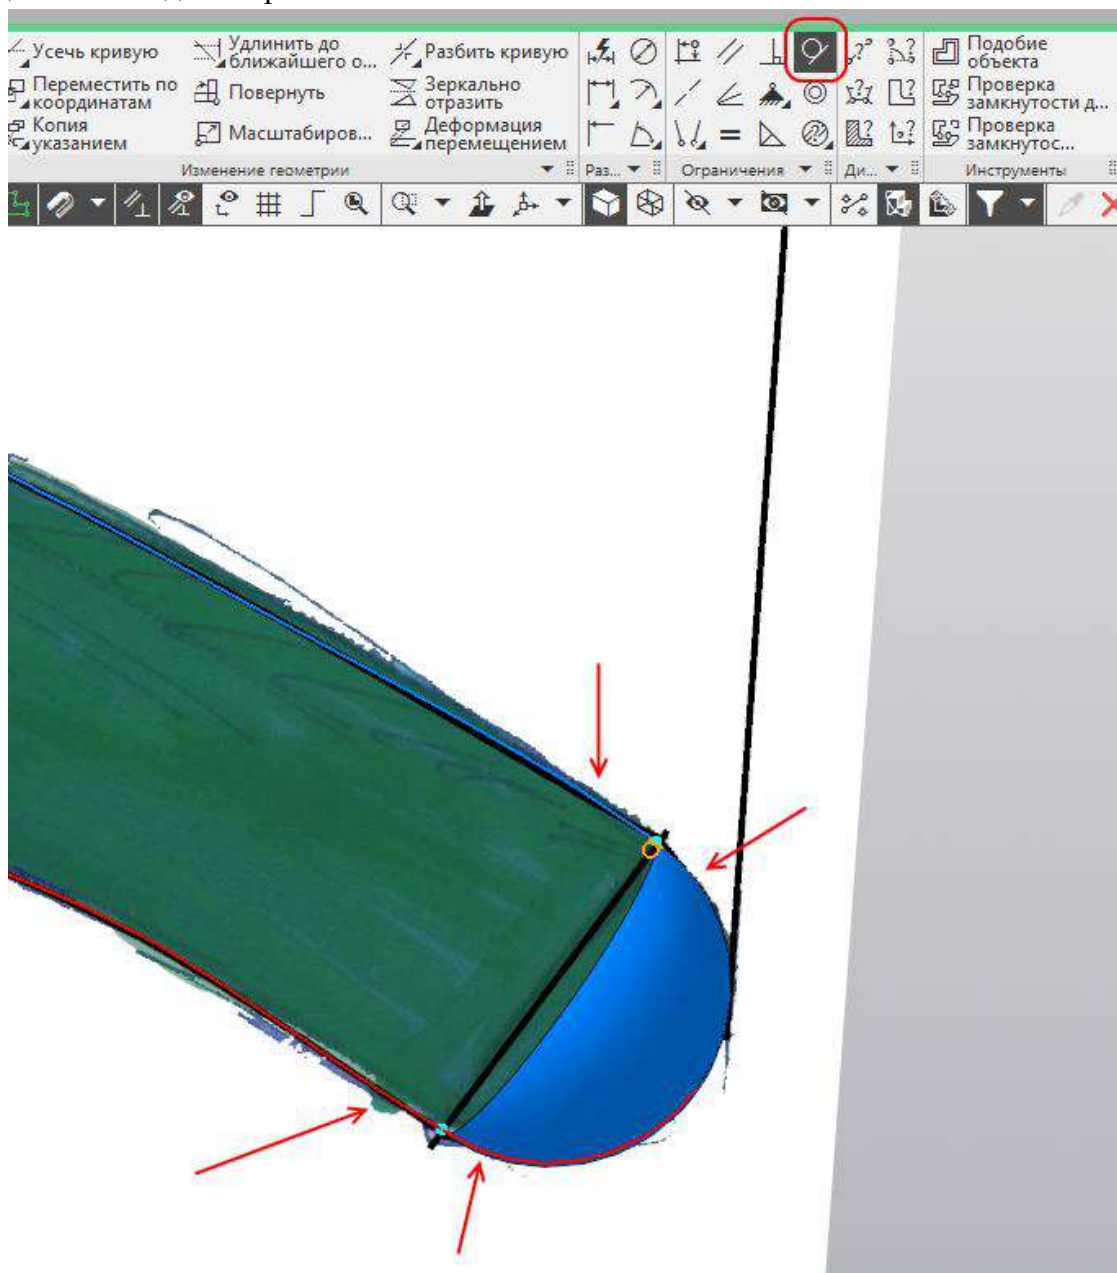 Усечь кривую
Удлинить до
ближайшего о...
Разбить кривую
Подобие
объекта
Переместить по
координатам
Повернуть
Зеркально
отразить
Проверка
замкнутости д...
Копия
указанием
Масштабиров...
Деформация
перемещением
Проверка
замкнутос...
Изменение геометрии
Раз...
Ограничения
Ди...
Инструменты